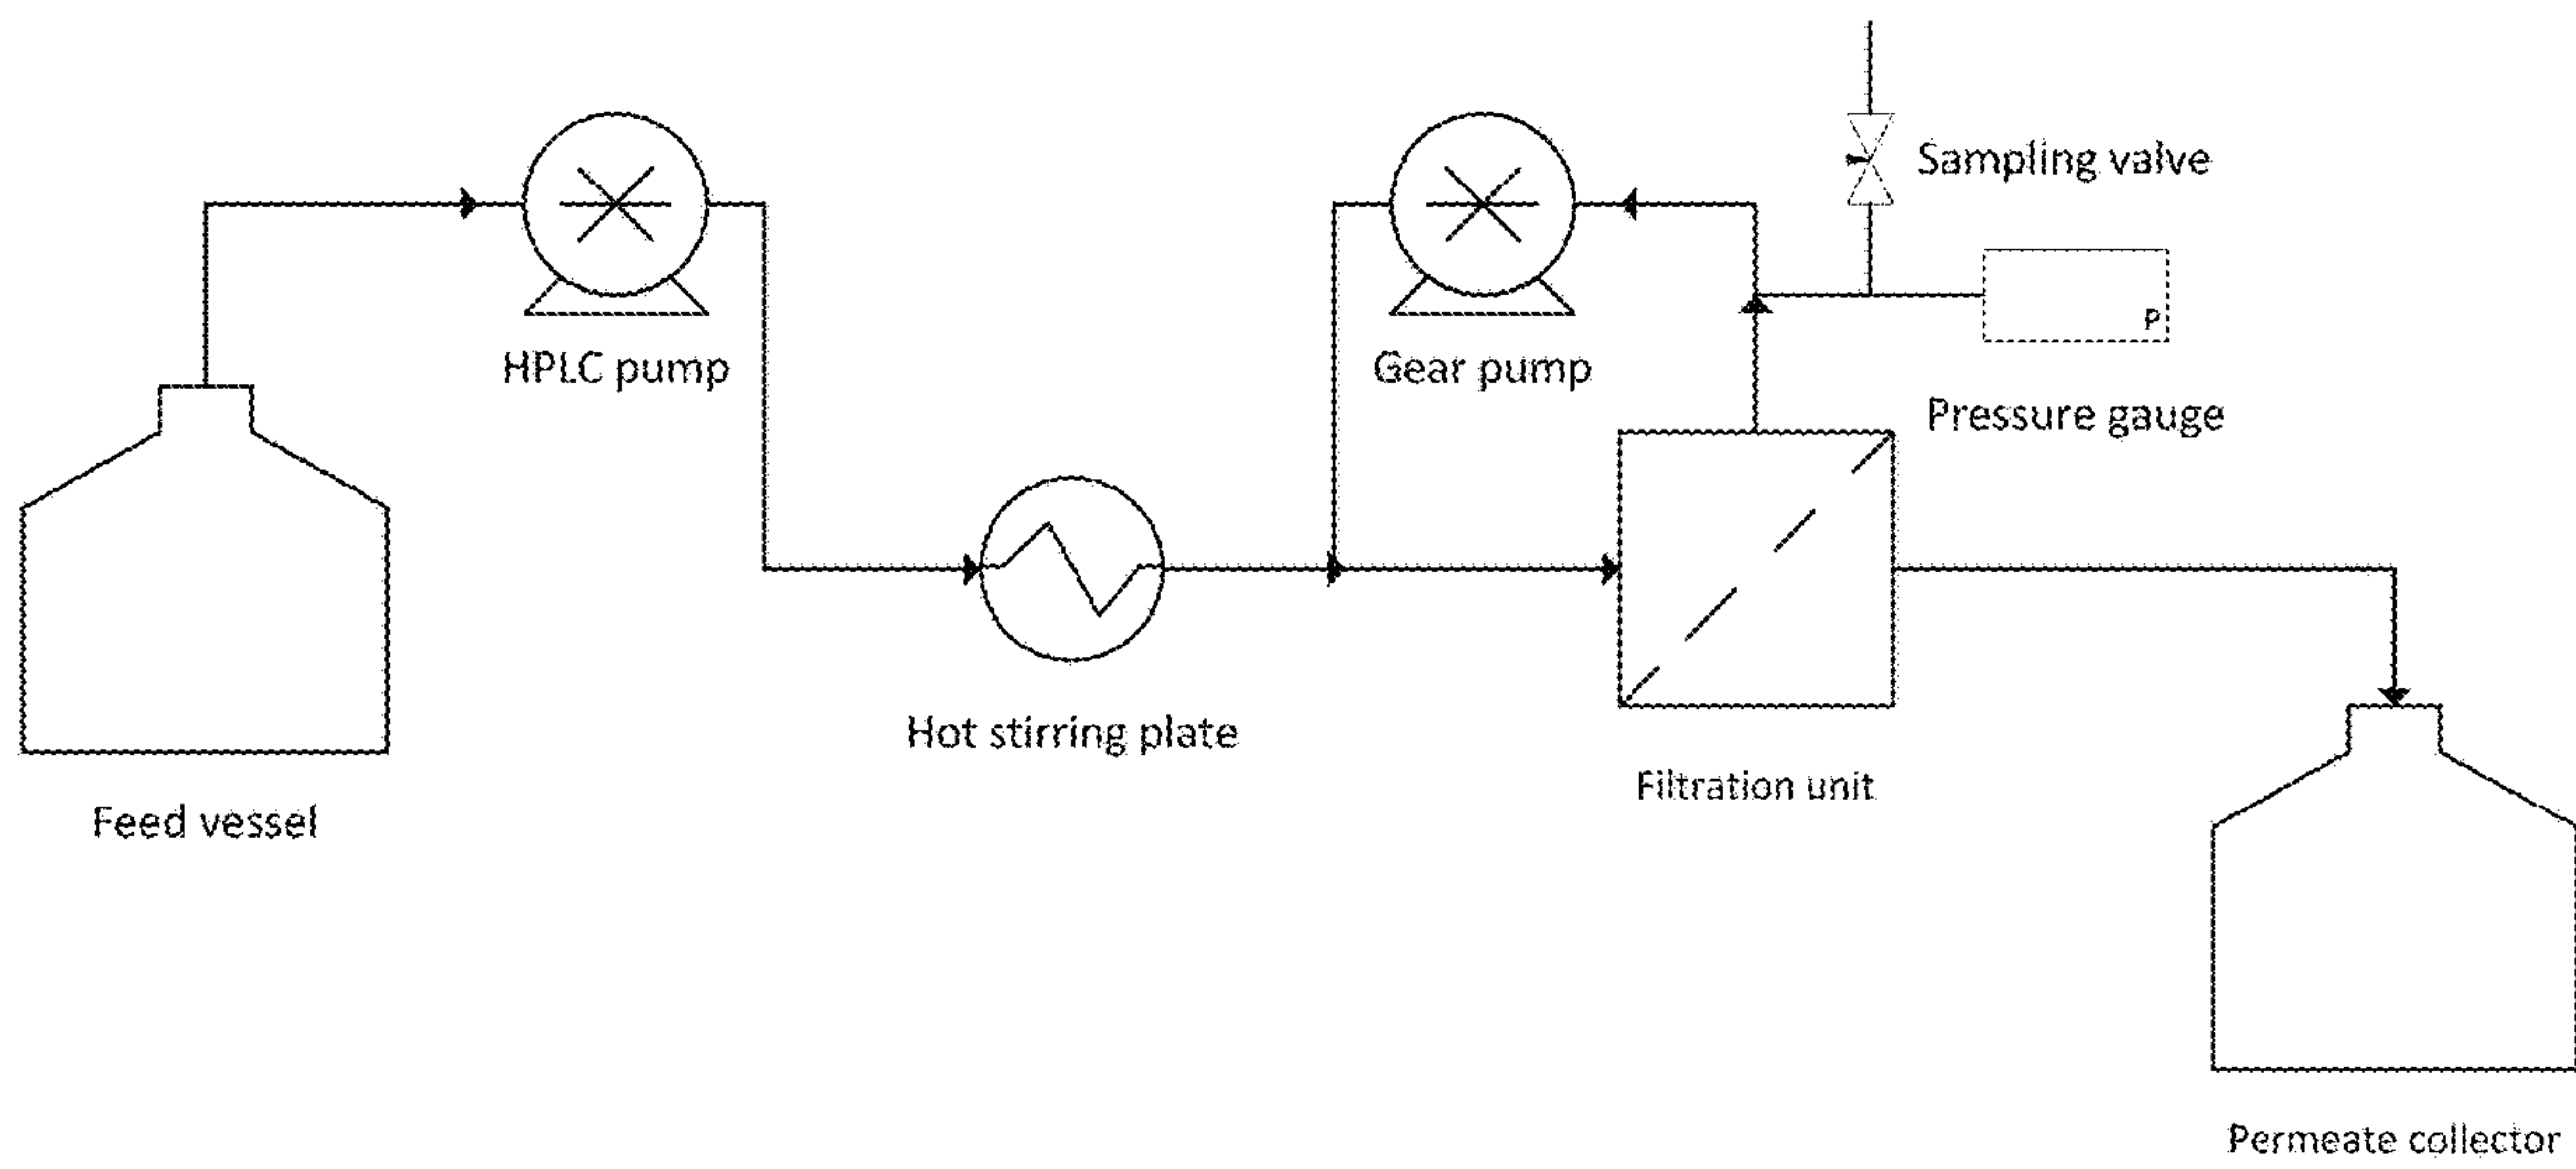 Sampling valve
P
HPLC pump
Gear pump
Pressure gauge
Hot stirring plate
Filtration unit
Feed vessel
Permeate collector